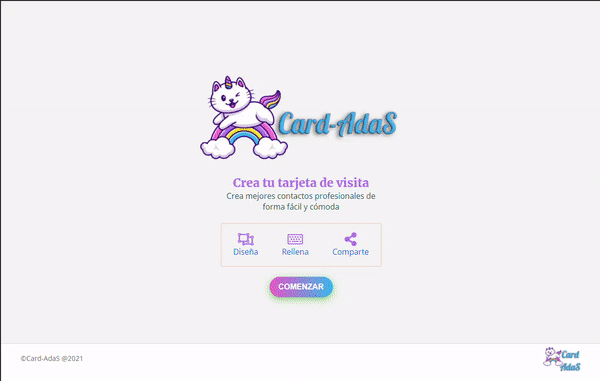 Card-AdaS
Crea tu tarjeta de visita
Crea mejores contactos profesionales de
forma fácil y cómoda
Diseña Rellena Comparte
COMENZAR
©Card-AdaS @2021
Card
AdaS